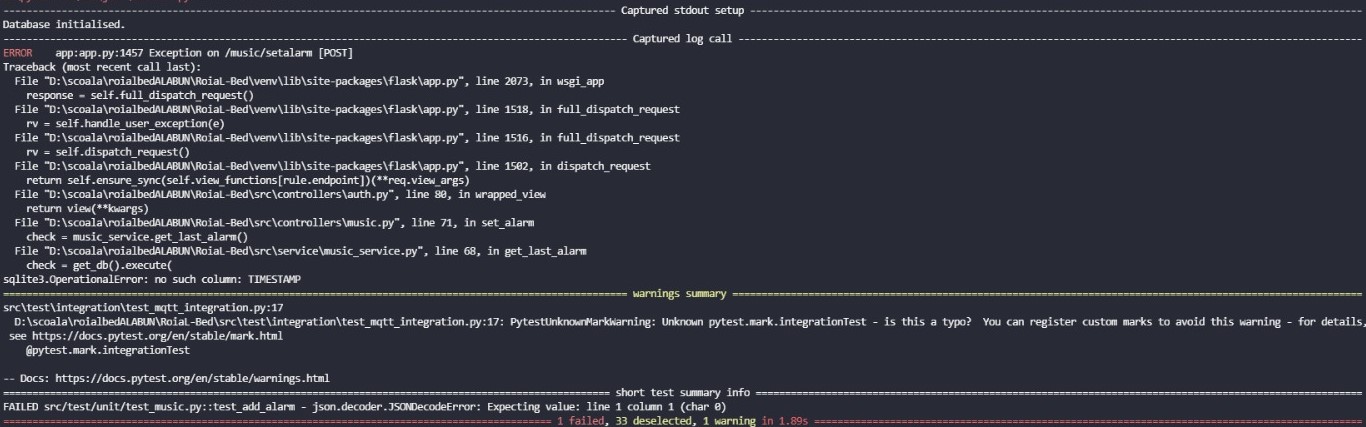 ---------- Captured stdout setup ----------
Database initialised.
---------- Captured log call ----------
ERROR    app:app.py:1457 Exception on /music/setalarm [POST]
Traceback (most recent call last):
  File "D:\scoala\roialbedALABUN\RoiaL-Bed\venv\lib\site-packages\flask\app.py", line 2073, in wsgi_app
    response = self.full_dispatch_request()
  File "D:\scoala\roialbedALABUN\RoiaL-Bed\venv\lib\site-packages\flask\app.py", line 1518, in full_dispatch_request
    rv = self.handle_user_exception(e)
  File "D:\scoala\roialbedALABUN\RoiaL-Bed\venv\lib\site-packages\flask\app.py", line 1516, in full_dispatch_request
    rv = self.dispatch_request()
  File "D:\scoala\roialbedALABUN\RoiaL-Bed\venv\lib\site-packages\flask\app.py", line 1502, in dispatch_request
    return self.ensure_sync(self.view_functions[rule.endpoint])(**req.view_args)
  File "D:\scoala\roialbedALABUN\RoiaL-Bed\src\controllers\auth.py", line 80, in wrapped_view
    return view(**kwargs)
  File "D:\scoala\roialbedALABUN\RoiaL-Bed\src\controllers\music.py", line 71, in set_alarm
    check = music_service.get_last_alarm()
  File "D:\scoala\roialbedALABUN\RoiaL-Bed\src\service\music_service.py", line 68, in get_last_alarm
    check = get_db().execute(
sqlite3.OperationalError: no such column: TIMESTAMP
========== warnings summary ==========
src\test\integration\test_mqtt_integration.py:17
  D:\scoala\roialbedALABUN\RoiaL-Bed\src\test\integration\test_mqtt_integration.py:17: PytestUnknownMarkWarning: Unknown pytest.mark.integrationTest - is this a typo?  You can register custom marks to avoid this warning - for details,
 see https://docs.pytest.org/en/stable/mark.html
    @pytest.mark.integrationTest

-- Docs: https://docs.pytest.org/en/stable/warnings.html
========== short test summary info ==========
FAILED src/test/unit/test_music.py::test_add_alarm - json.decoder.JSONDecodeError: Expecting value: line 1 column 1 (char 0)
========== 1 failed, 33 deselected, 1 warning in 1.89s ==========